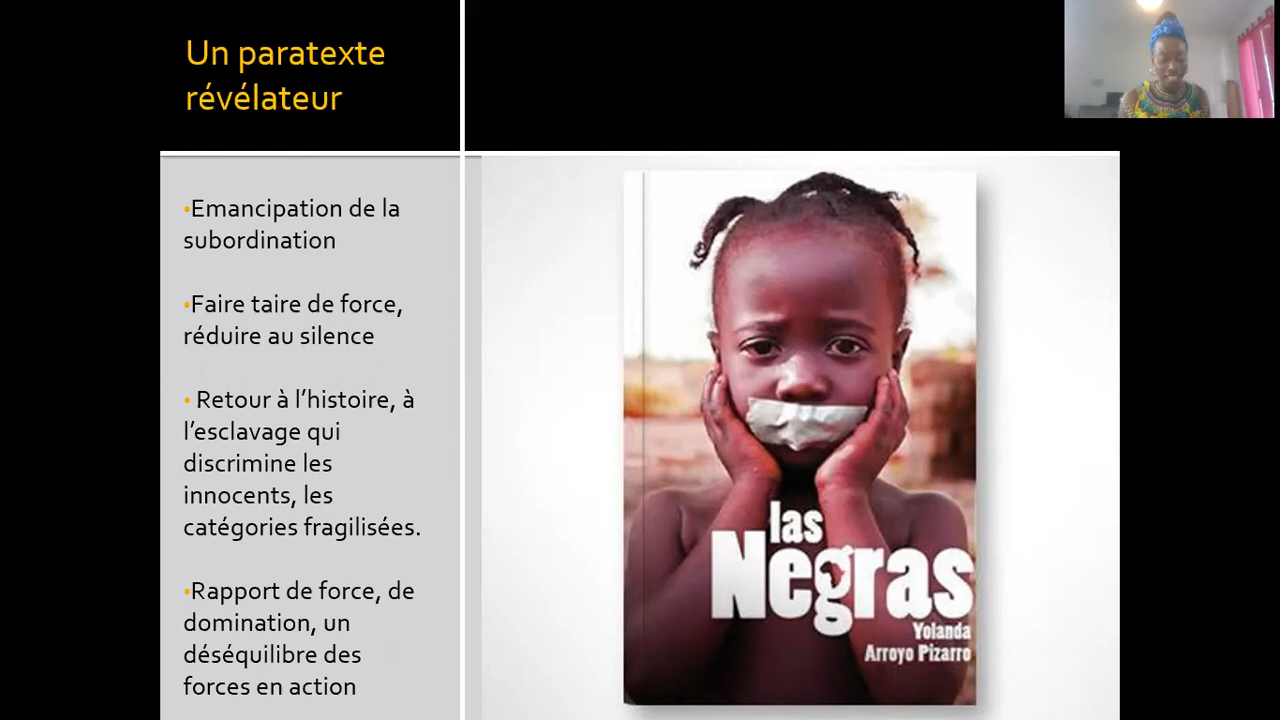 Un paratexte
révélateur
•Emancipation de la
subordination
•Faire taire de force,
réduire au silence
• Retour à l’histoire, à
l’esclavage qui
discrimine les
innocents, les
catégories fragilisées.
•Rapport de force, de
domination, un
déséquilibre des
forces en action
las
Negras
Yolanda
Arroyo Pizarro